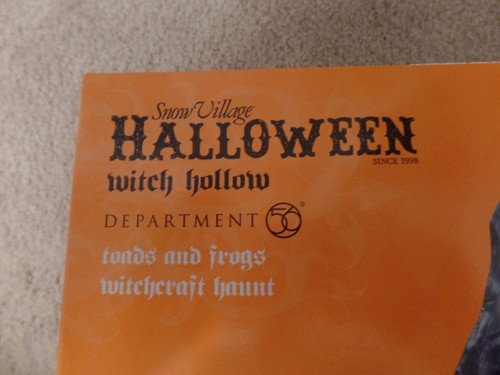 Snow Village
HALLOWEEN
SINCE 1998
witch hollow
DEPARTMENT 56®
toads and frogs
witchcraft haunt